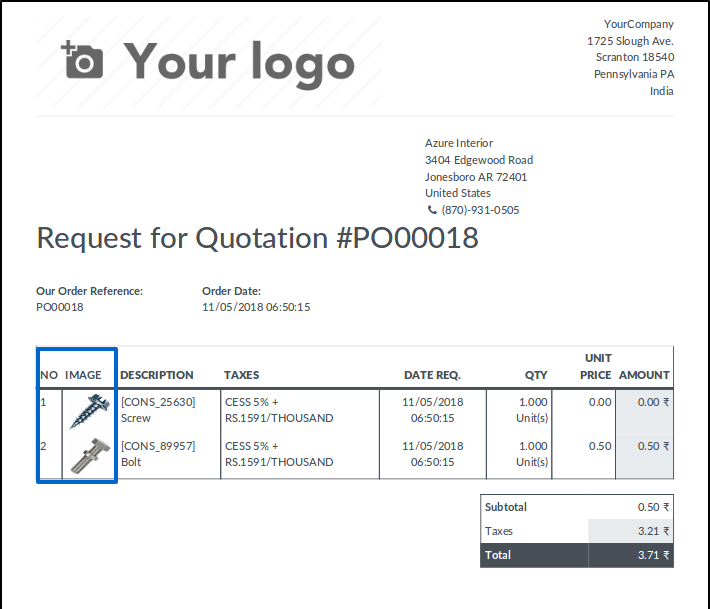 Your logo
YourCompany
1725 Slough Ave.
Scranton 18540
Pennsylvania PA
India
Azure Interior
3404 Edgewood Road
Jonesboro AR 72401
United States
(870)-931-0505
Request for Quotation #PO00018
Our Order Reference: Order Date:
PO00018 11/05/2018 06:50:15
UNIT
NO IMAGE DESCRIPTION TAXES DATE REQ. QTY PRICE AMOUNT
1 [CONS_25630] CESS 5% + 11/05/2018 1.000 0.00 0.00 ₹
Screw RS.1591/THOUSAND 06:50:15 Unit(s)
2 [CONS_89957] CESS 5% + 11/05/2018 1.000 0.50 0.50 ₹
Bolt RS.1591/THOUSAND 06:50:15 Unit(s)
Subtotal 0.50 ₹
Taxes 3.21 ₹
Total 3.71 ₹